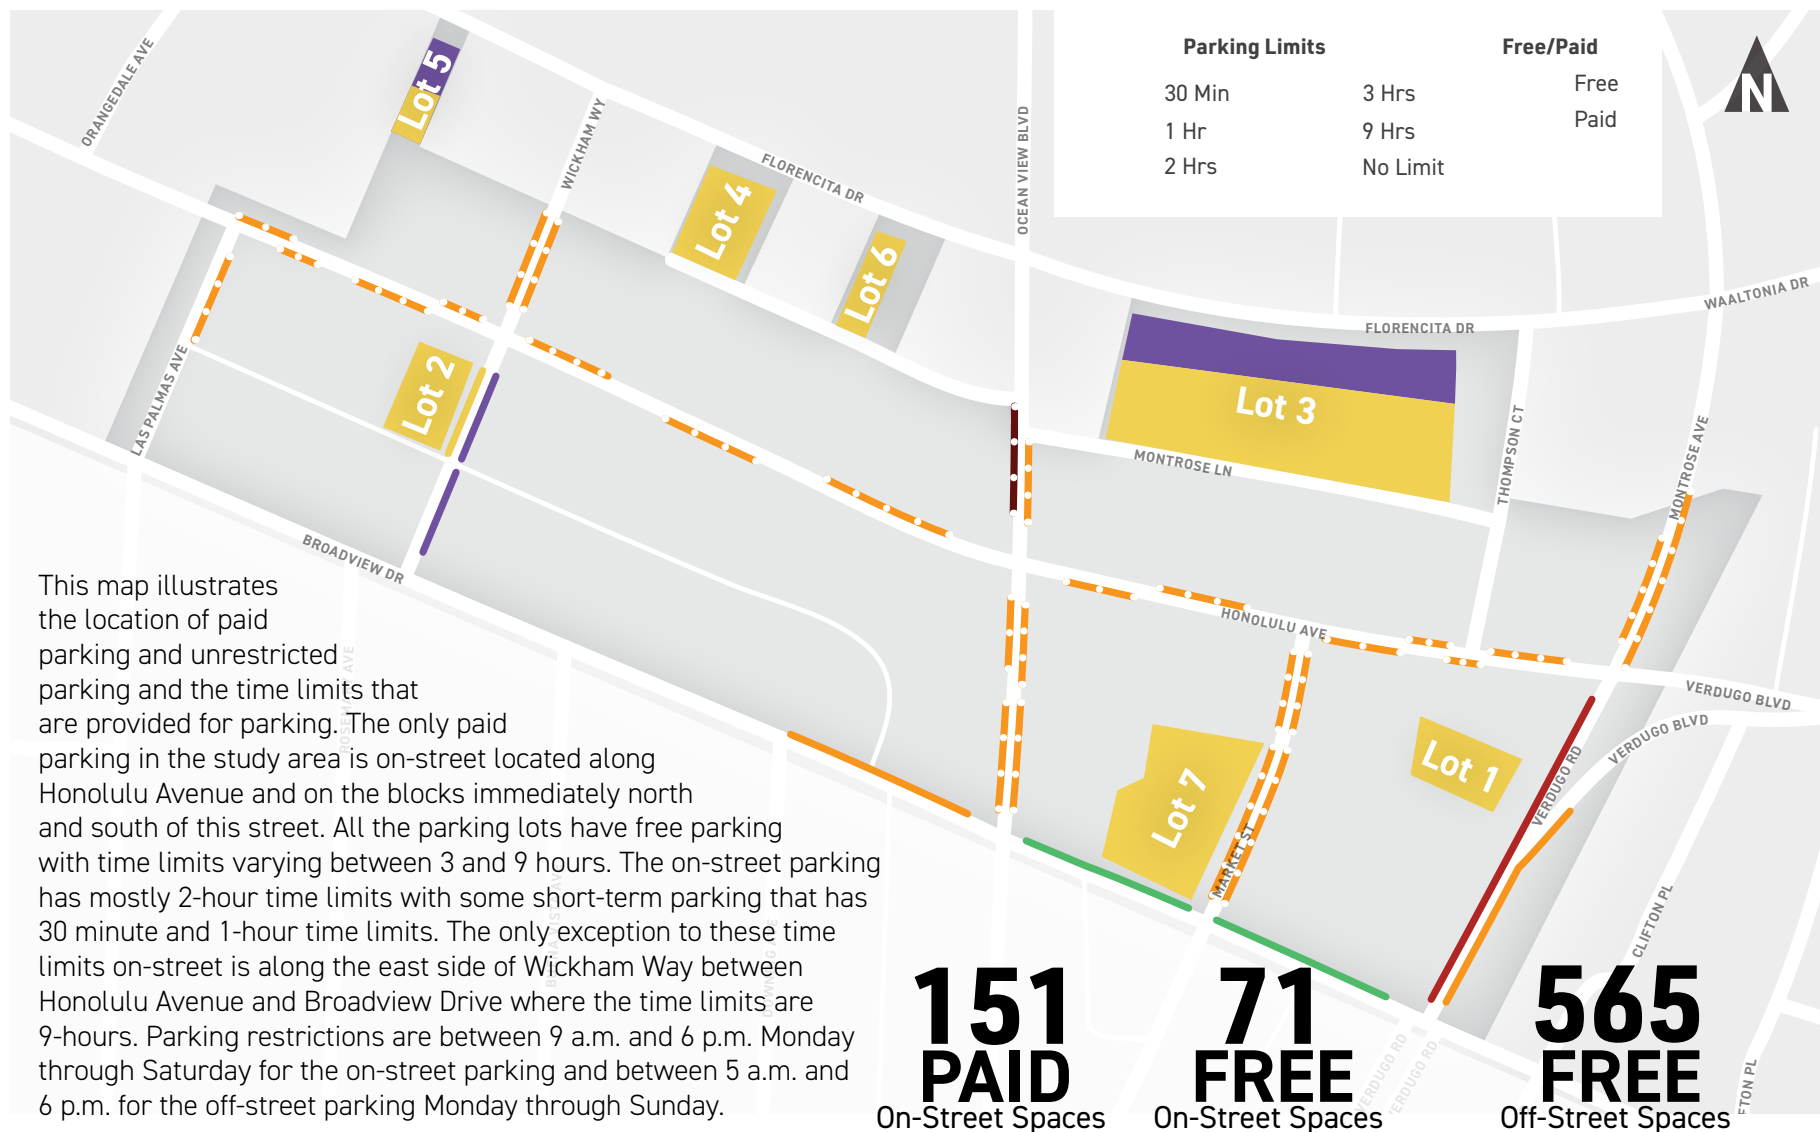 Parking Limits
Free/Paid
30 Min
1 Hr
2 Hrs
3 Hrs
9 Hrs
No Limit
Free
Paid
N
ORANGEDALE AVE
Lot 5
WICKHAM WY
FLORENCITA DR
OCEAN VIEW BLVD
Lot 4
Lot 6
WAALTONIA DR
FLORENCITA DR
Lot 3
LAS PALMAS AVE
Lot 2
MONTROSE LN
THOMPSON CT
MONTROSE AVE
BROADVIEW DR
HONOLULU AVE
VERDUGO BLVD
VERDUGO BLVD
Lot 7
Lot 1
VERDUGO RD
MARKET ST
CLIFTON PL
VERDUGO RD
VERDUGO RD
FTON PL
This map illustrates
the location of paid
parking and unrestricted
parking and the time limits that
are provided for parking. The only paid
parking in the study area is on-street located along
Honolulu Avenue and on the blocks immediately north
and south of this street. All the parking lots have free parking
with time limits varying between 3 and 9 hours. The on-street parking
has mostly 2-hour time limits with some short-term parking that has
30 minute and 1-hour time limits. The only exception to these time
limits on-street is along the east side of Wickham Way between
Honolulu Avenue and Broadview Drive where the time limits are
9-hours. Parking restrictions are between 9 a.m. and 6 p.m. Monday
through Saturday for the on-street parking and between 5 a.m. and
6 p.m. for the off-street parking Monday through Sunday.
151
PAID
On-Street Spaces
71
FREE
On-Street Spaces
565
FREE
Off-Street Spaces